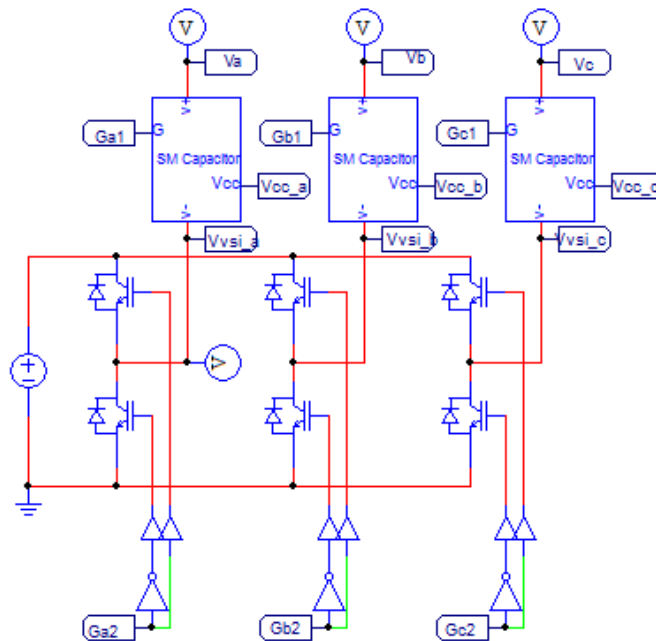 V V V
Va Vb Vc
V+ V+ V+
Ga1 G Gb1 G Gc1 G
SM Capacitor SM Capacitor SM Capacitor
Vcc Vcc_a Vcc Vcc_b Vcc Vcc_c
V- V- V-
Vvsi_a Vvsi_b Vvsi_c
V
Ga2 Gb2 Gc2